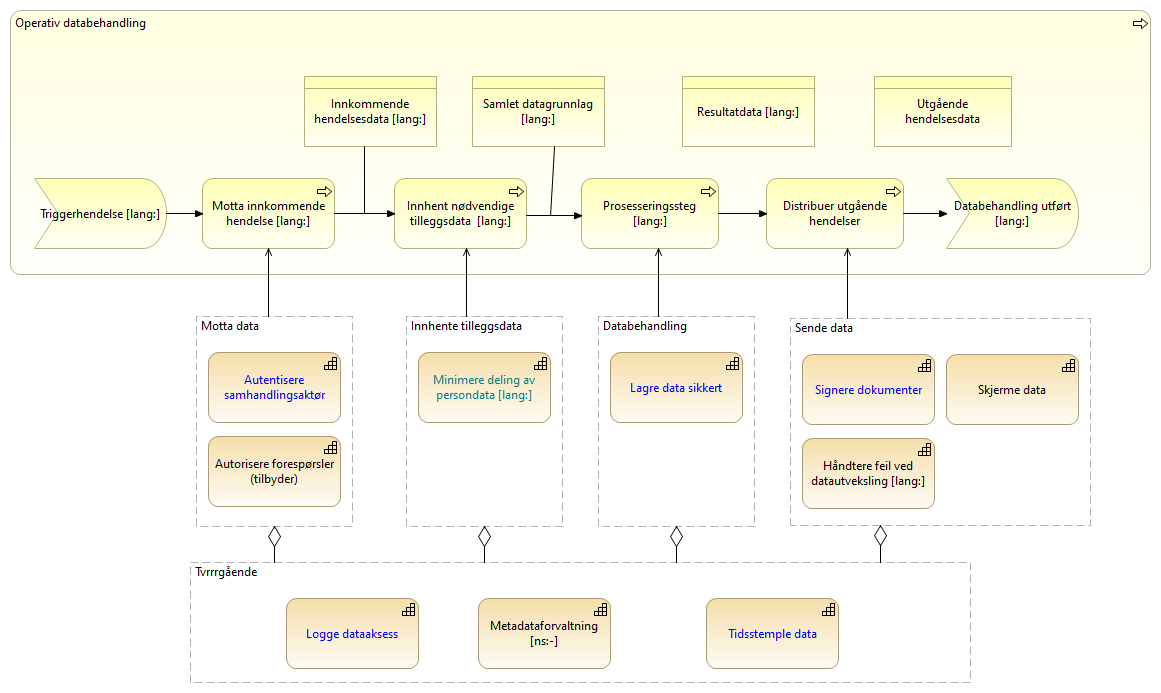 Operativ databehandling
Innkommende
hendelsesdata [lang:]
Samlet datagrunnlag
[lang:]
Resultatdata [lang:]
Utgående
hendelsesdata
Triggerhendelse [lang:]
Motta innkommende
hendelse [lang:]
Innhent nødvendige
tilleggsdata  [lang:]
Prosesseringssteg
[lang:]
Distribuer utgående
hendelser
Databehandling utført
[lang:]
Motta data
Autentisere
samhandlingsaktør
Autorisere forespørsler
(tilbyder)
Innhente tilleggsdata
Minimere deling av
persondata [lang:]
Databehandling
Lagre data sikkert
Sende data
Signere dokumenter
Skjerme data
Håndtere feil ved
datautveksling [lang:]
Tvrrrgående
Logge dataaksess
Metadataforvaltning
[ns:-]
Tidsstemple data